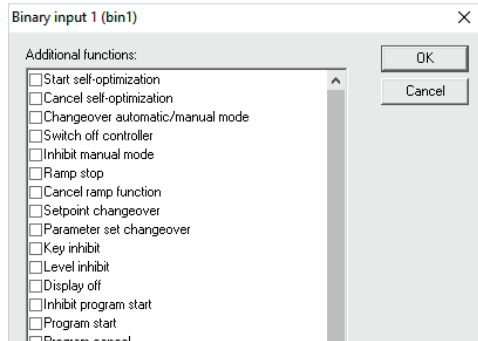 Binary input 1 (bin1)
Additional functions:
OK
Cancel
Start self-optimization
Cancel self-optimization
Changeover automatic/manual mode
Switch off controller
Inhibit manual mode
Ramp stop
Cancel ramp function
Setpoint changeover
Parameter set changeover
Key inhibit
Level inhibit
Display off
Inhibit program start
Program start
Program cancel